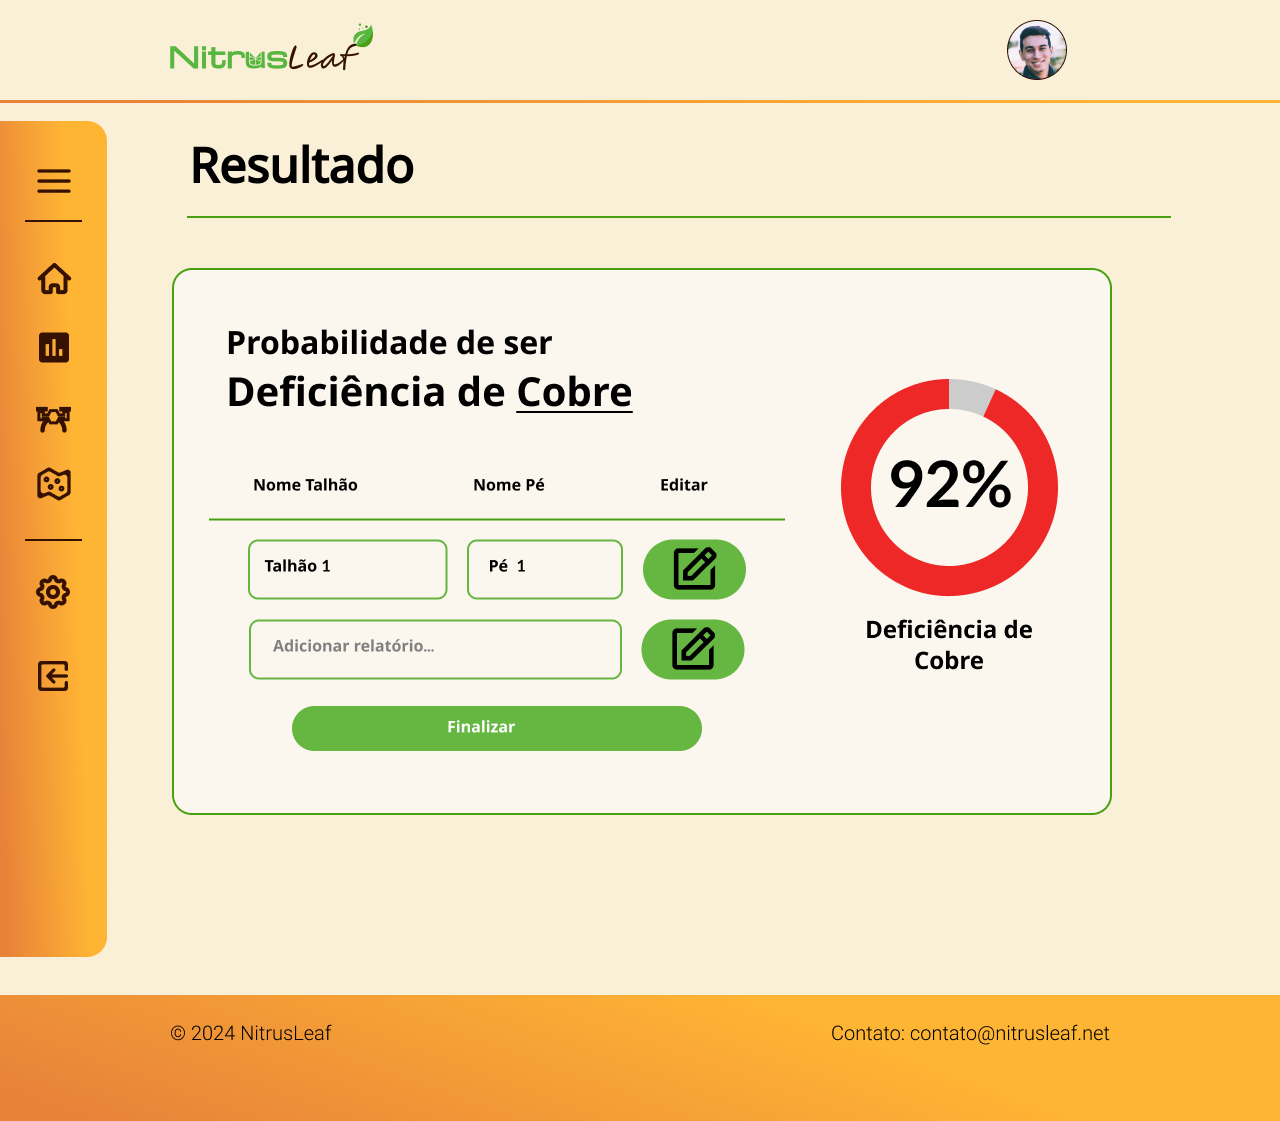 NitrusLeaf
Resultado
Probabilidade de ser
Deficiência de Cobre
Nome Talhão Nome Pé Editar
Talhão 1 Pé 1
Adicionar relatório...
Finalizar
92%
Deficiência de
Cobre
© 2024 NitrusLeaf Contato: contato@nitrusleaf.net